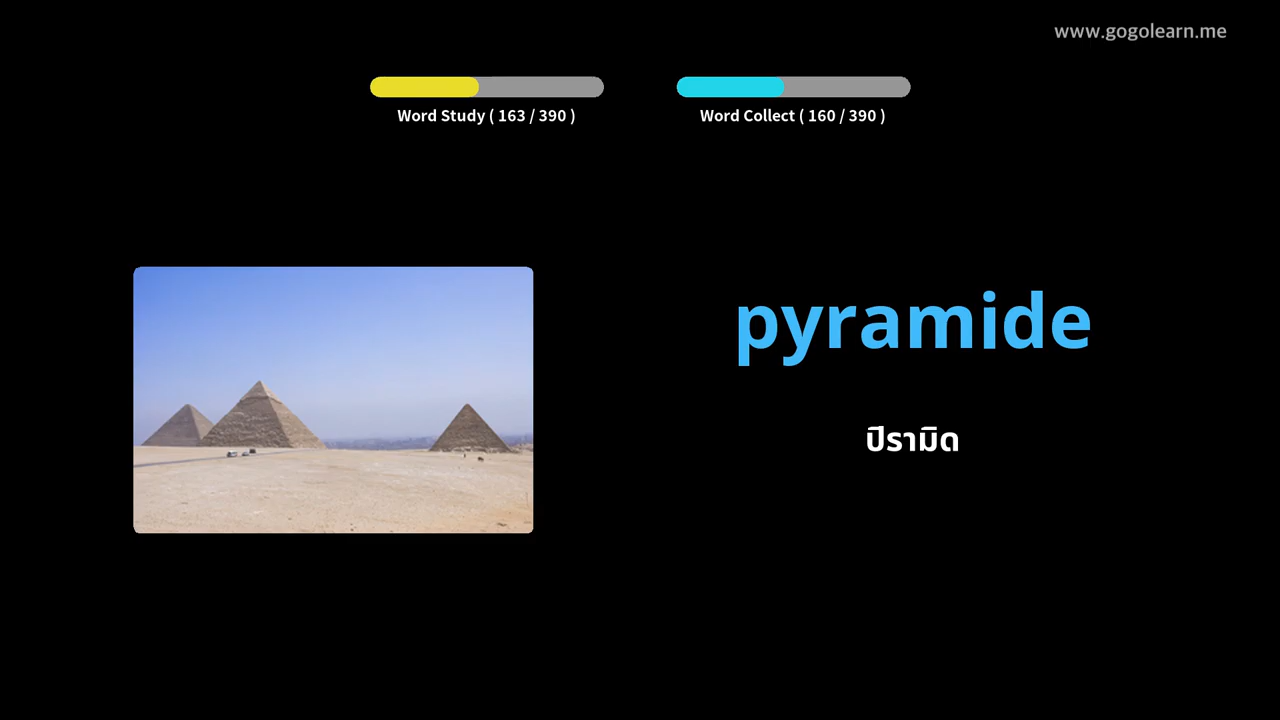 www.gogolearn.me
Word Study ( 163 / 390 )
Word Collect ( 160 / 390 )
pyramide
ปีรามิด